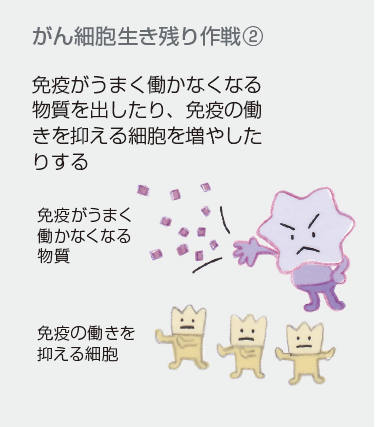 がん細胞生き残り作戦②
免疫がうまく働かなくなる
物質を出したり、免疫の働
きを抑える細胞を増やした
りする
免疫がうまく
働かなくなる
物質
免疫の働きを
抑える細胞